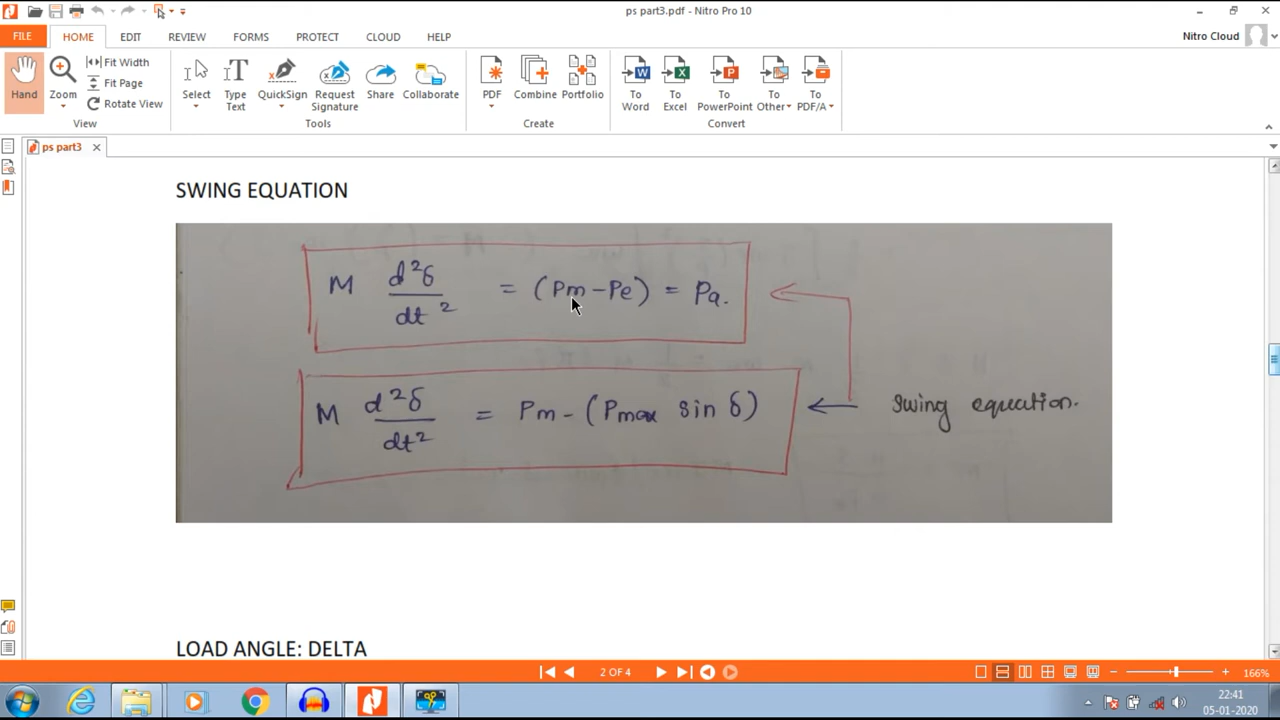 ps part3.pdf - Nitro Pro 10
FILE HOME EDIT REVIEW FORMS PROTECT CLOUD HELP Nitro Cloud
Hand Zoom Fit Width Fit Page Rotate View Select Type Text QuickSign Request Signature Share Collaborate PDF Combine Portfolio To Word To Excel To PowerPoint To Other To PDF/A
View Tools Create Convert
ps part3
SWING EQUATION
M d²δ/dt² = (Pm-Pe) = Pa.
M d²δ/dt² = Pm - (Pmax sin δ) ← swing equation.
LOAD ANGLE: DELTA
2 OF 4 166%
22:41
05-01-2020